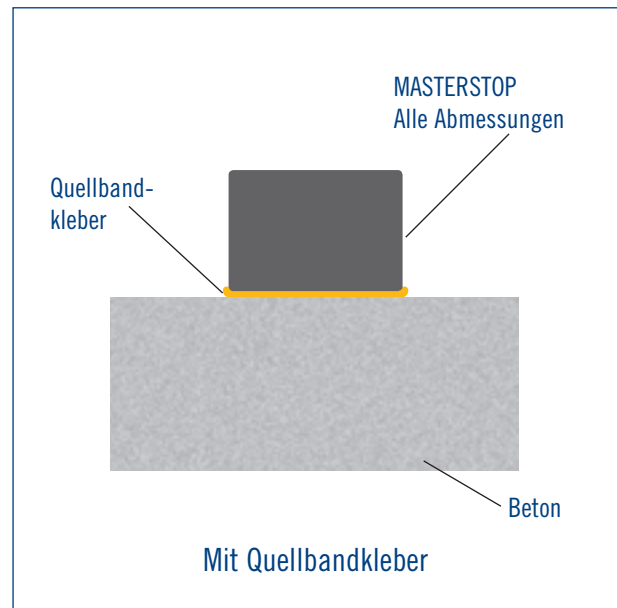 MASTERSTOP
Alle Abmessungen
Quellband-
kleber
Beton
Mit Quellbandkleber